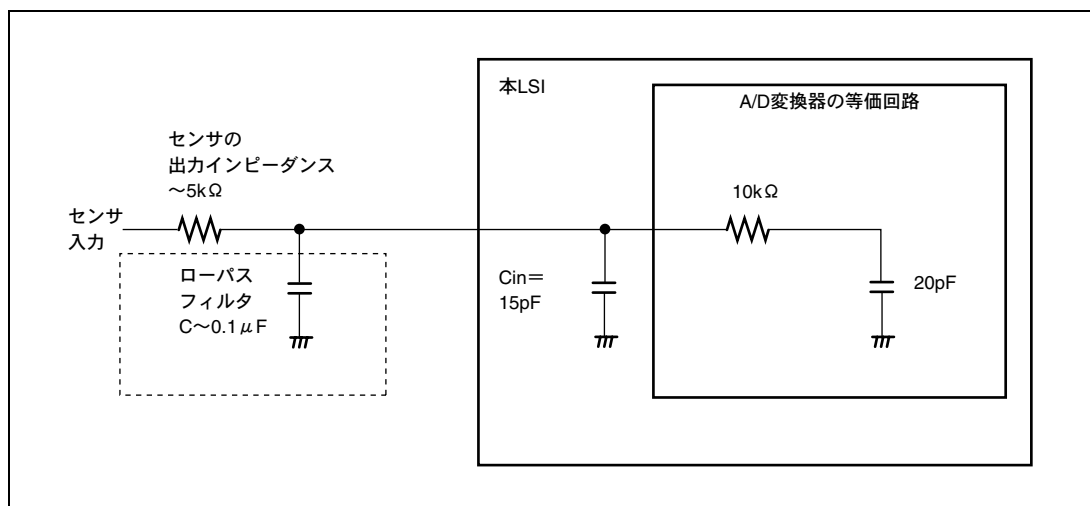 本LSI
A/D変換器の等価回路
センサの
出力インピーダンス
～5kΩ
10kΩ
センサ
入力
ローパス
フィルタ
C～0.1μF
Cin＝
15pF
20pF